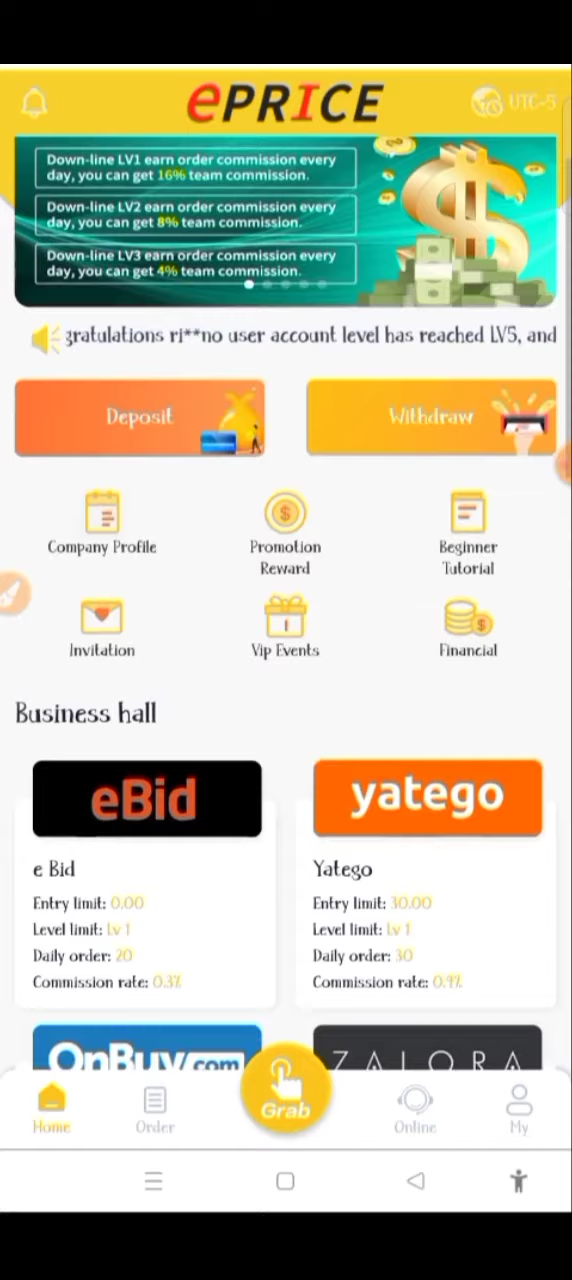 ePRICE
UTC-5
Down-line LV1 earn order commission every
day, you can get 16% team commission.
Down-line LV2 earn order commission every
day, you can get 8% team commission.
Down-line LV3 earn order commission every
day, you can get 4% team commission.
gratulations ri**no user account level has reached LV5, and
Deposit
Withdraw
Company Profile
Promotion
Reward
Beginner
Tutorial
Invitation
Vip Events
Financial
Business hall
eBid
yatego
e Bid
Yatego
Entry limit: 0.00
Entry limit: 30.00
Level limit: Lv 1
Level limit: Lv 1
Daily order: 20
Daily order: 30
Commission rate: 0.3%
Commission rate: 0.9%
OnBuy.com
ZALORA
Grab
Home
Order
Online
My